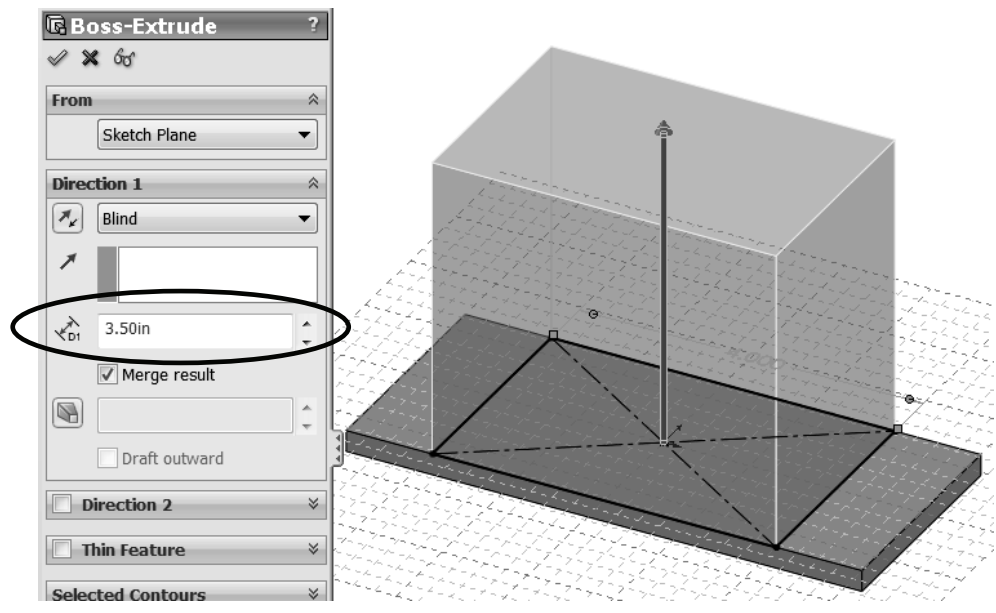 Boss-Extrude ?
From
Sketch Plane
Direction 1
Blind
D1 3.50in
Merge result
Draft outward
Direction 2
Thin Feature
Selected Contours